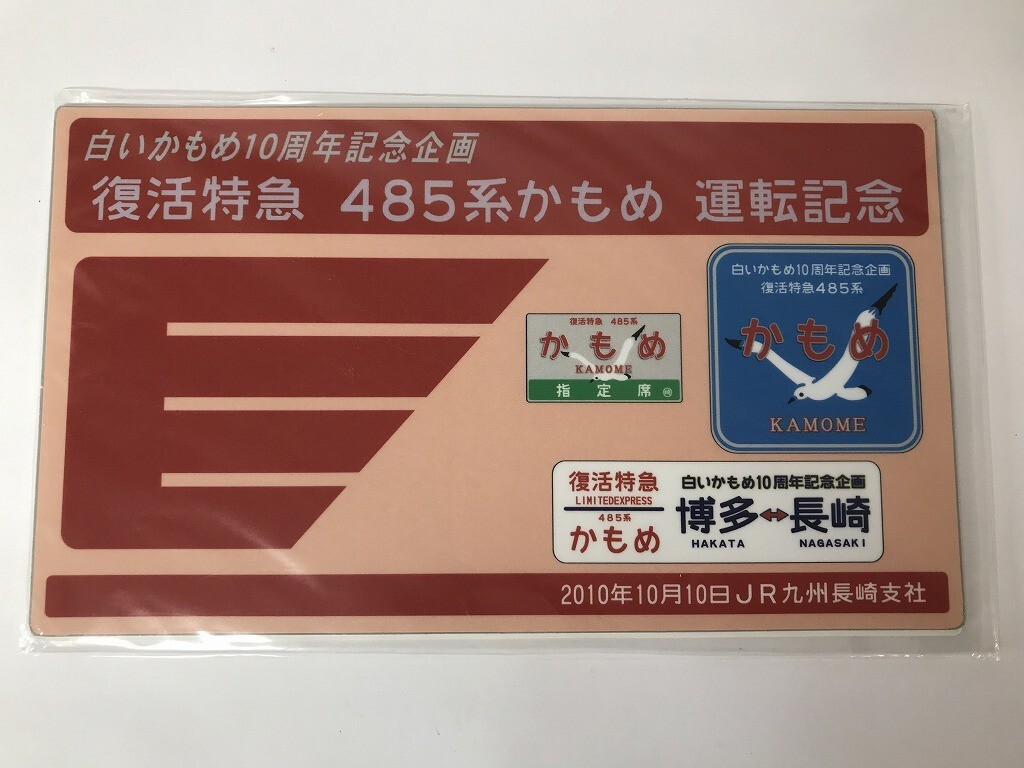 白いかもめ10周年記念企画
復活特急 485系かもめ 運転記念
白いかもめ10周年記念企画
復活特急485系
かもめ
KAMOME
復活特急 485系
かもめ
KAMOME
指定席
復活特急
LIMITEDEXPRESS
485系
かもめ
白いかもめ10周年記念企画
博多↔長崎
HAKATA NAGASAKI
2010年10月10日JR九州長崎支社